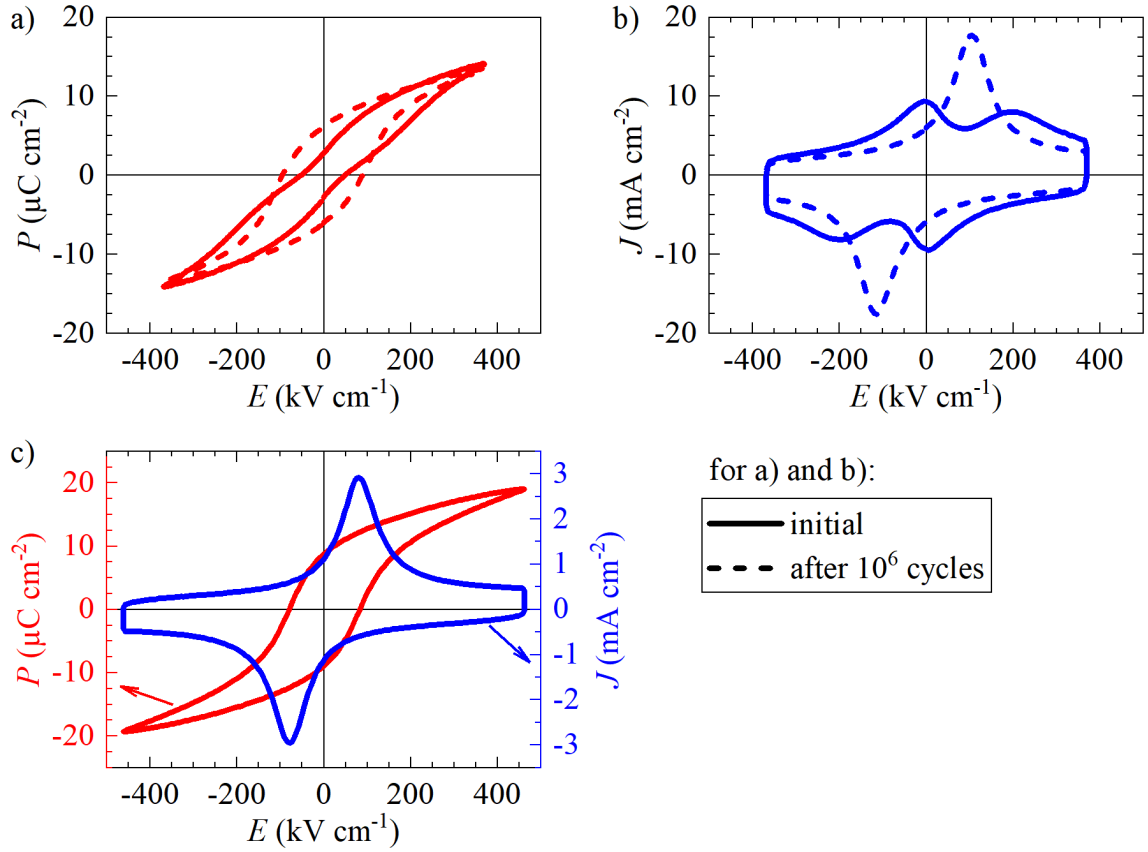 a)
20
10
0
-10
-20
P (μC cm⁻²)
-400 -200 0 200 400
E (kV cm⁻¹)
b)
20
10
0
-10
-20
J (mA cm⁻²)
-400 -200 0 200 400
E (kV cm⁻¹)
c)
20
10
0
-10
-20
P (μC cm⁻²)
3
2
1
0
-1
-2
-3
J (mA cm⁻²)
-400 -200 0 200 400
E (kV cm⁻¹)
for a) and b):
initial
after 10⁶ cycles